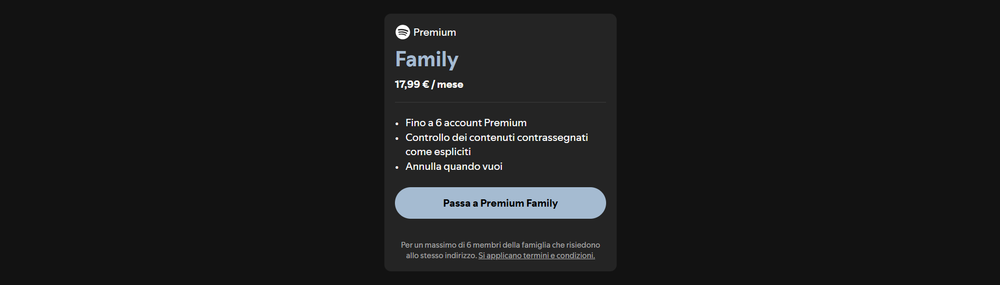 Premium
Family
17,99 € / mese
• Fino a 6 account Premium
• Controllo dei contenuti contrassegnati
come espliciti
• Annulla quando vuoi
Passa a Premium Family
Per un massimo di 6 membri della famiglia che risiedono
allo stesso indirizzo. Si applicano termini e condizioni.